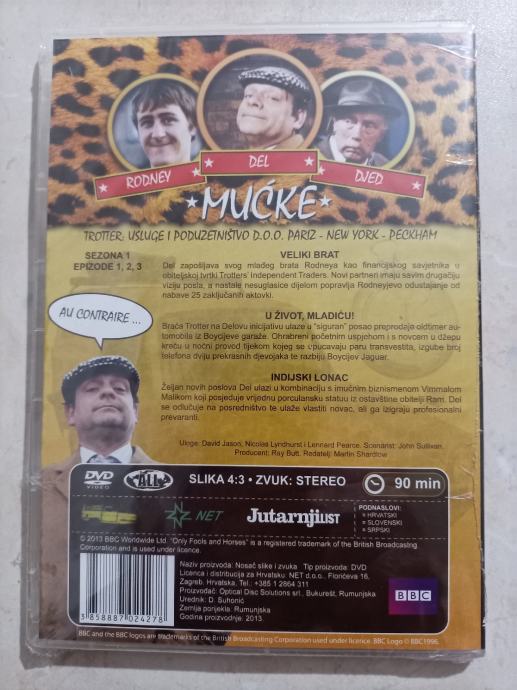 RODNEY
DEL
DJED
MUĆKE
TROTTER: USLUGE I PODUZETNIŠTVO D.O.O. PARIZ - NEW YORK - PECKHAM
SEZONA 1
EPIZODE 1, 2, 3
VELIKI BRAT
Del zapošljava svog mlađeg brata Rodneya kao financijskog savjetnika u
obiteljskoj tvrtki Trotters' Independent Traders. Novi partneri imaju sasvim drugačiju
viziju posla, a nastale nesuglasice dijelom popravlja Rodneyjevo odustajanje od
nabave 25 zaključanih aktovki.
U ŽIVOT, MLADIĆU!
Braća Trotter na Delovu inicijativu ulaze u "siguran" posao preprodaje oldtimer au-
tomobila iz Boycijeve garaže. Ohrabreni početnim uspjehom i s novcem u džepu
kreću u noćni provod tijekom kojeg se upucavaju paru transvestita, izgube broj
telefona dviju prekrasnih djevojaka te razbiju Boycijev Jaguar.
INDIJSKI LONAC
Željan novih poslova Del ulazi u kombinaciju s imućnim biznismenom Vimmalom
Malikom koji posjeduje vrijednu porculansku statuu iz ostavštine obitelji Ram. Del
se odlučuje na posredništvo te ulaže vlastiti novac, ali ga izigraju profesionalni
prevaranti.
AU CONTRAIRE ...
Uloge: David Jason, Nicolas Lyndhurst i Lennard Pearce. Scenarist: John Sullivan.
Producent: Ray Butt. Redatelj: Martin Shardlow
DVD
VIDEO
ALL
SLIKA 4:3 • ZVUK: STEREO
90 min
NET
Jutarnji LIST
PODNASLOVI:
HRVATSKI
SLOVENSKI
SRPSKI
© 2013 BBC Worldwide Ltd. "Only Fools and Horses" is a registered trademark of the British Broadcasting
Corporation and is used under licence.
Naziv proizvoda: Nosač slike i zvuka Tip proizvoda: DVD
Licenca i distribucija za Hrvatsku: NET d.o.o., Florićeva 16,
Zagreb, Hrvatska, Tel.: +385 1 2864 311
Proizvođač: Optical Disc Solutions srl., Bukurešt, Rumunjska
Urednik: D. Suhonić
Zemlja porijekla: Rumunjska
Godina proizvodnje: 2013.
3 858887 024278
BBC
BBC and the BBC logos are trademarks of the British Broadcasting Corporation used under licence. BBC Logo © BBC1996.